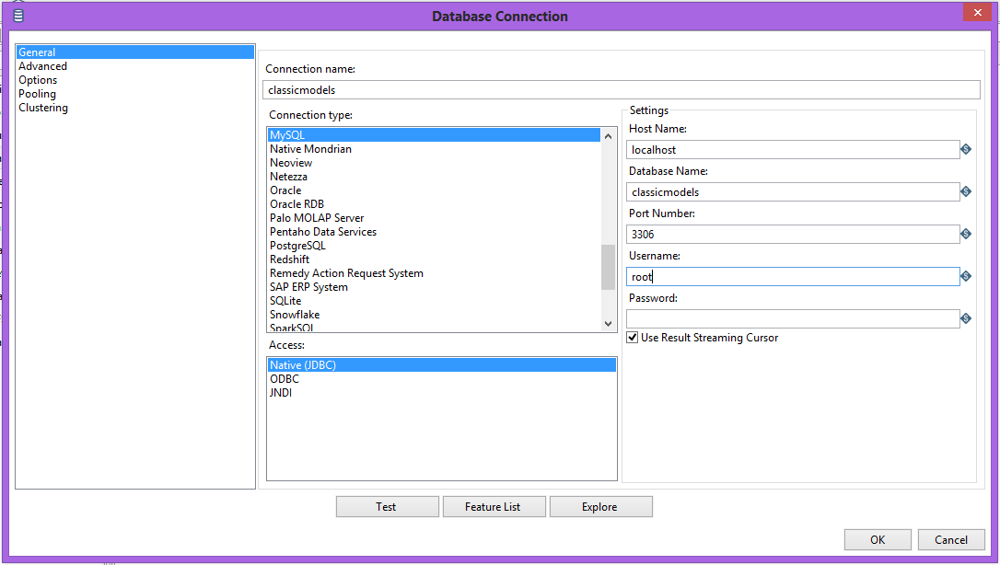 Database Connection
General
Advanced
Options
Pooling
Clustering
Connection name:
classicmodels
Connection type:
MySQL
Native Mondrian
Neoview
Netezza
Oracle
Oracle RDB
Palo MOLAP Server
Pentaho Data Services
PostgreSQL
Redshift
Remedy Action Request System
SAP ERP System
SQLite
Snowflake
SparkSQL
Access:
Native (JDBC)
ODBC
JNDI
Settings
Host Name:
localhost
Database Name:
classicmodels
Port Number:
3306
Username:
root
Password:
Use Result Streaming Cursor
Test
Feature List
Explore
OK
Cancel